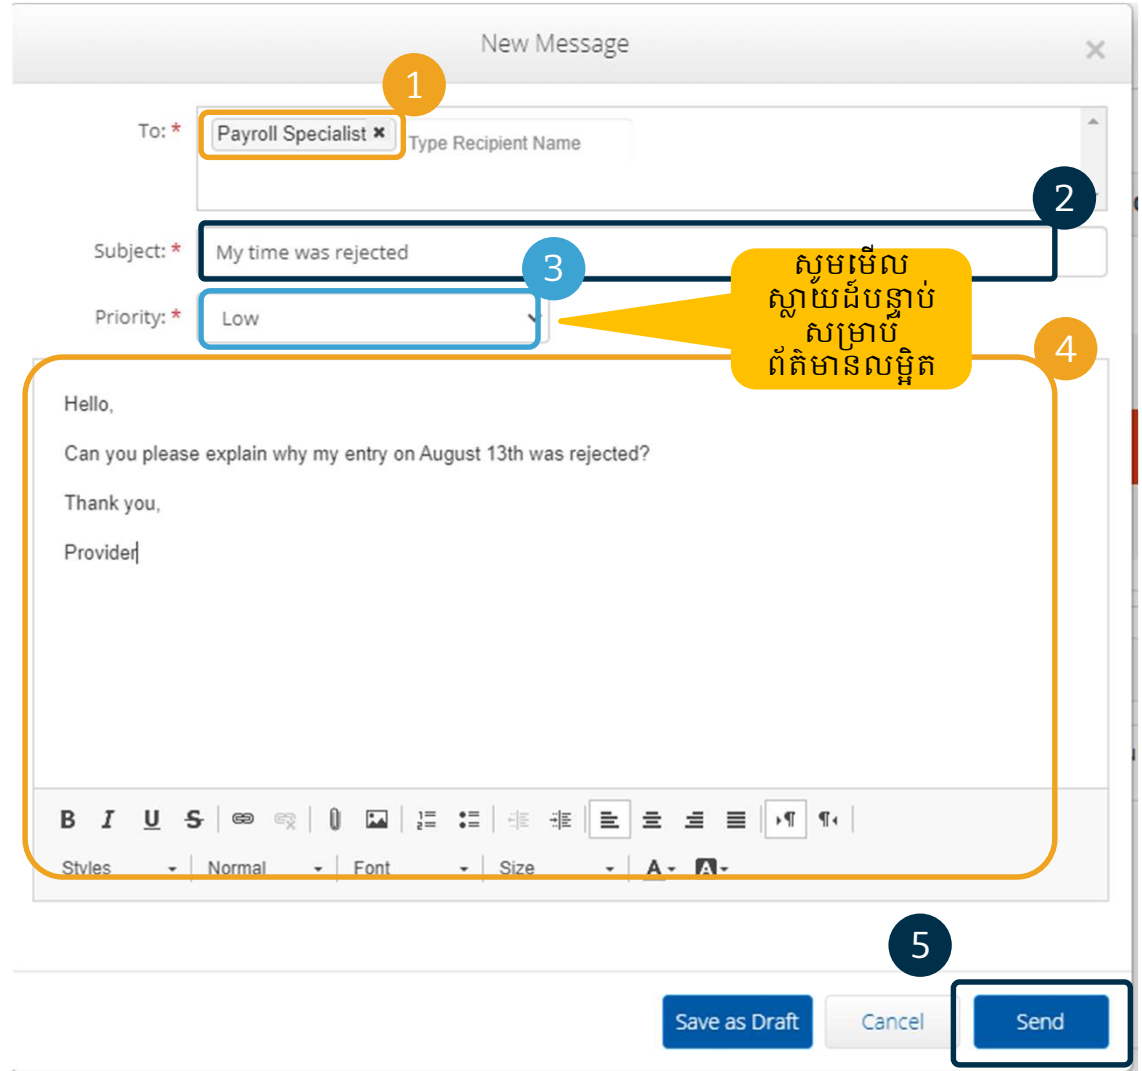 New Message
1
To: * Payroll Specialist Type Recipient Name
2
Subject: * My time was rejected
3
Priority: * Low
សូមមើល
ស្លាយដ៍បន្ទាប់
សម្រាប់
ព័ត៌មានលម្អិត
4
Hello,
Can you please explain why my entry on August 13th was rejected?
Thank you,
Provider
B I U S
Styles Normal Font Size A A
5
Save as Draft Cancel Send